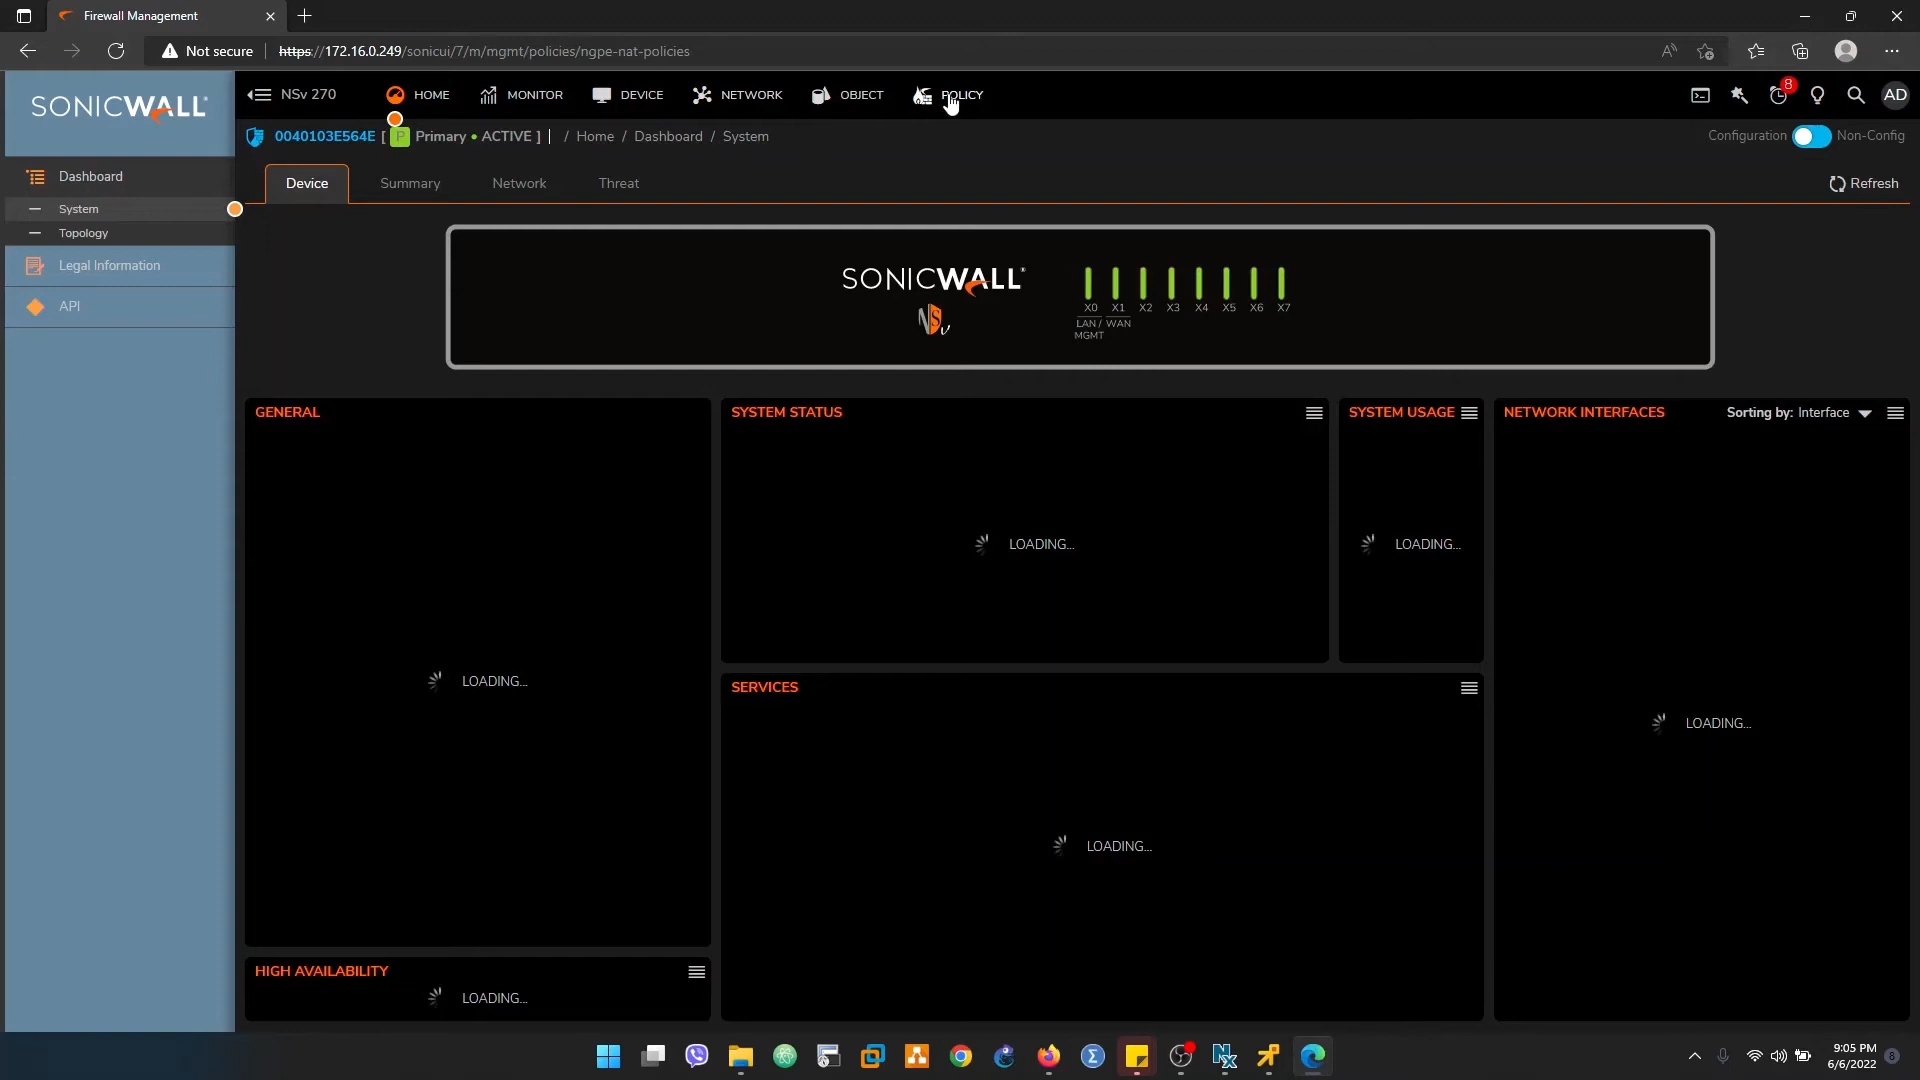 Firewall Management
Not secure
https://172.16.0.249/sonicui/7/m/mgmt/policies/ngpe-nat-policies
SONICWALL
NSv 270
HOME
MONITOR
DEVICE
NETWORK
OBJECT
POLICY
8
AD
0040103E564E [ P Primary • ACTIVE ] | / Home / Dashboard / System
Configuration
Non-Config
Dashboard
System
Topology
Legal Information
API
Device
Summary
Network
Threat
Refresh
SONICWALL
NSv
X0 X1 X2 X3 X4 X5 X6 X7
LAN / WAN
MGMT
GENERAL
LOADING...
SYSTEM STATUS
LOADING...
SYSTEM USAGE
LOADING...
NETWORK INTERFACES
Sorting by: Interface
LOADING...
SERVICES
LOADING...
HIGH AVAILABILITY
LOADING...
9:05 PM
6/6/2022
8